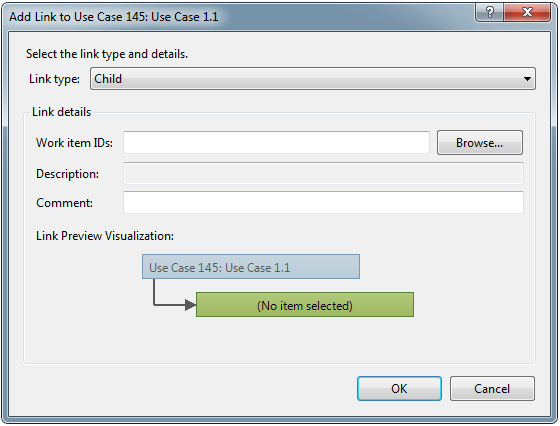 Add Link to Use Case 145: Use Case 1.1
?
Select the link type and details.
Link type: Child
Link details
Work item IDs: Browse...
Description:
Comment:
Link Preview Visualization:
Use Case 145: Use Case 1.1
(No item selected)
OK Cancel